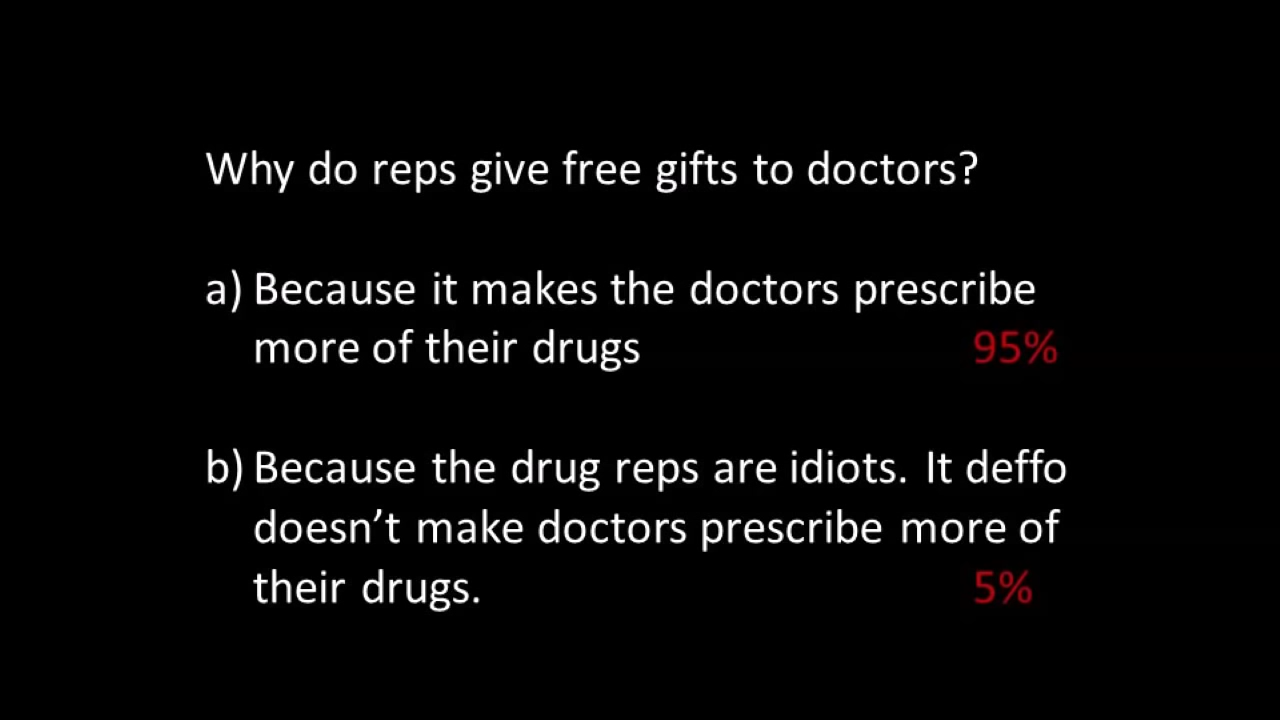 Why do reps give free gifts to doctors?
a) Because it makes the doctors prescribe
more of their drugs 95%
b) Because the drug reps are idiots. It deffo
doesn’t make doctors prescribe more of
their drugs. 5%